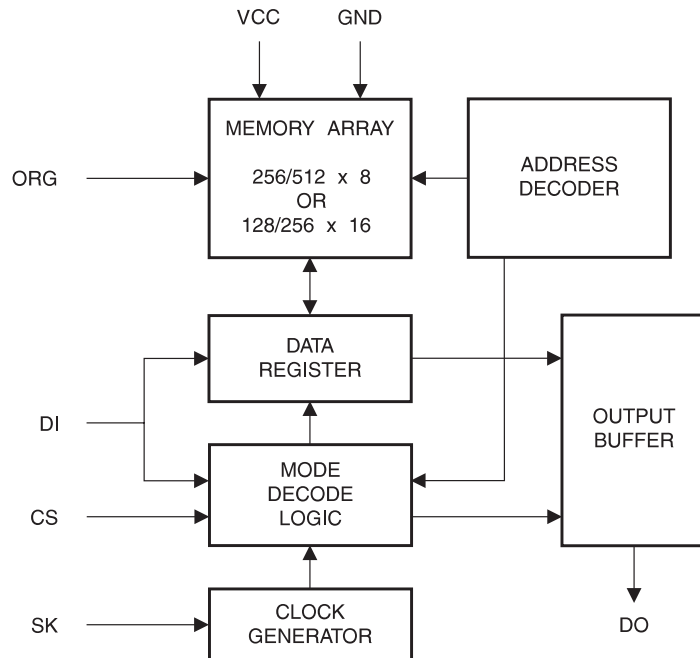 VCC
GND
MEMORY ARRAY
256/512 x 8
OR
128/256 x 16
ADDRESS
DECODER
ORG
DATA
REGISTER
OUTPUT
BUFFER
DI
MODE
DECODE
LOGIC
CS
CLOCK
GENERATOR
SK
DO